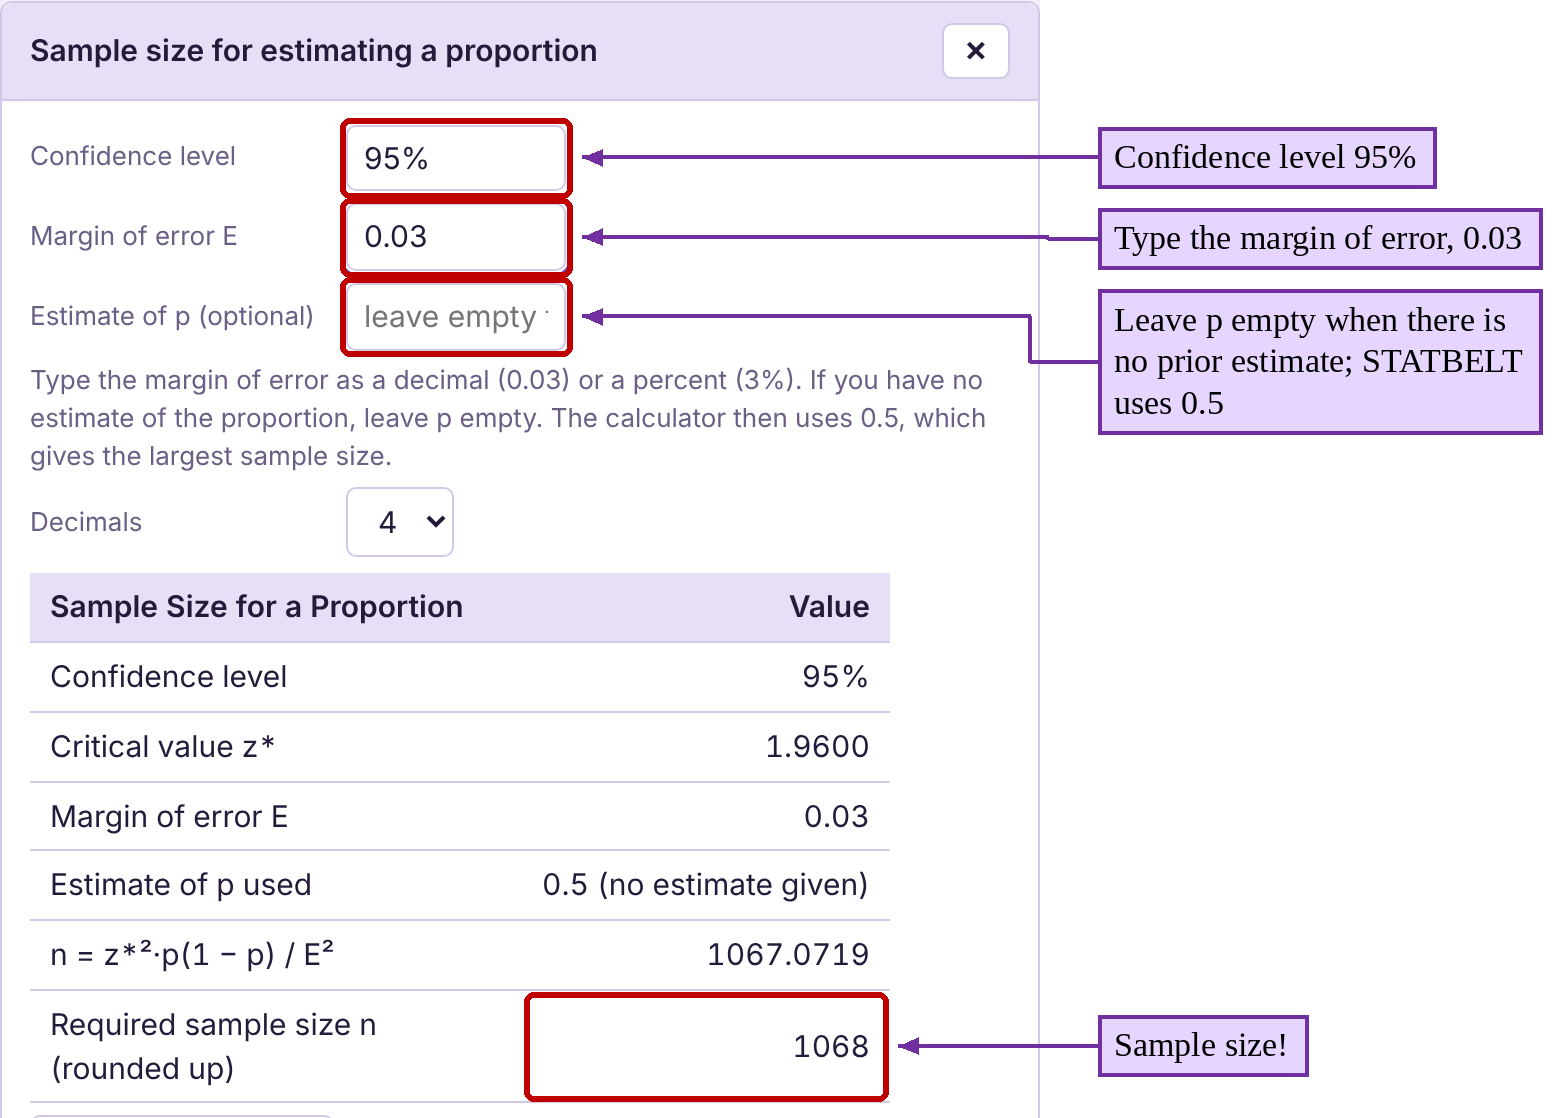 Sample size for estimating a proportion
×
Confidence level
95%
Confidence level 95%
Margin of error E
0.03
Type the margin of error, 0.03
Estimate of p (optional)
leave empty
Leave p empty when there is
no prior estimate; STATBELT
uses 0.5
Type the margin of error as a decimal (0.03) or a percent (3%). If you have no
estimate of the proportion, leave p empty. The calculator then uses 0.5, which
gives the largest sample size.
Decimals
4
Sample Size for a Proportion Value
Confidence level 95%
Critical value z* 1.9600
Margin of error E 0.03
Estimate of p used 0.5 (no estimate given)
n = z*²·p(1 − p) / E² 1067.0719
Required sample size n
(rounded up)
1068
Sample size!